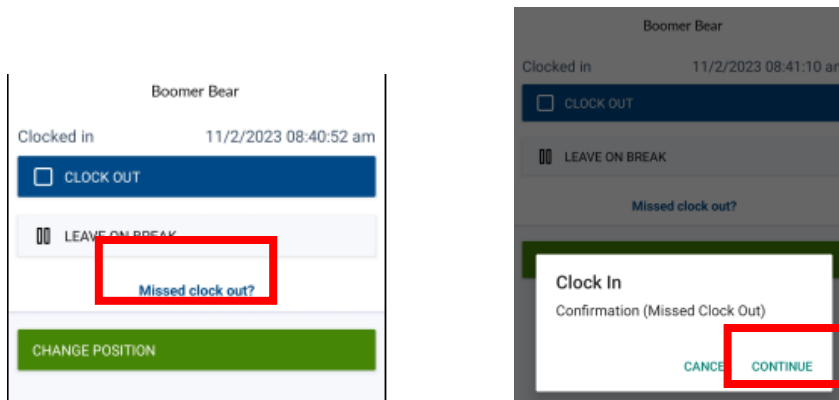 Boomer Bear
Clocked in 11/2/2023 08:40:52 am
CLOCK OUT
LEAVE ON BREAK
Missed clock out?
CHANGE POSITION
Boomer Bear
Clocked in 11/2/2023 08:41:10 am
CLOCK OUT
LEAVE ON BREAK
Missed clock out?
Clock In
Confirmation (Missed Clock Out)
CANCE CONTINUE